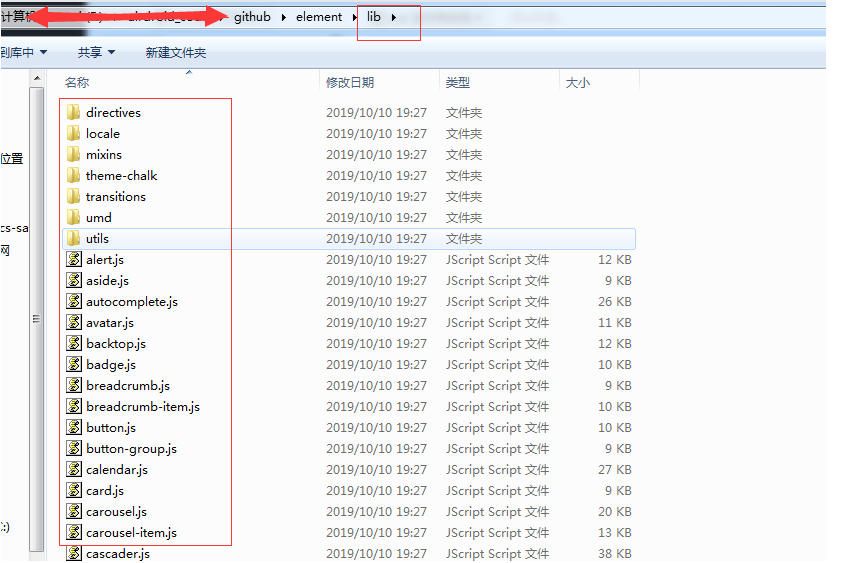 计算机 github element lib
到库中 共享 新建文件夹
名称 修改日期 类型 大小
directives 2019/10/10 19:27 文件夹
locale 2019/10/10 19:27 文件夹
mixins 2019/10/10 19:27 文件夹
位置
theme-chalk 2019/10/10 19:27 文件夹
transitions 2019/10/10 19:27 文件夹
umd 2019/10/10 19:27 文件夹
cs-sa
utils 2019/10/10 19:27 文件夹
网
alert.js 2019/10/10 19:27 JScript Script 文件 12 KB
aside.js 2019/10/10 19:27 JScript Script 文件 9 KB
autocomplete.js 2019/10/10 19:27 JScript Script 文件 26 KB
avatar.js 2019/10/10 19:27 JScript Script 文件 11 KB
backtop.js 2019/10/10 19:27 JScript Script 文件 12 KB
badge.js 2019/10/10 19:27 JScript Script 文件 10 KB
breadcrumb.js 2019/10/10 19:27 JScript Script 文件 9 KB
breadcrumb-item.js 2019/10/10 19:27 JScript Script 文件 10 KB
button.js 2019/10/10 19:27 JScript Script 文件 10 KB
button-group.js 2019/10/10 19:27 JScript Script 文件 9 KB
calendar.js 2019/10/10 19:27 JScript Script 文件 27 KB
card.js 2019/10/10 19:27 JScript Script 文件 9 KB
carousel.js 2019/10/10 19:27 JScript Script 文件 20 KB
:)
carousel-item.js 2019/10/10 19:27 JScript Script 文件 13 KB
cascader.js 2019/10/10 19:27 JScript Script 文件 38 KB